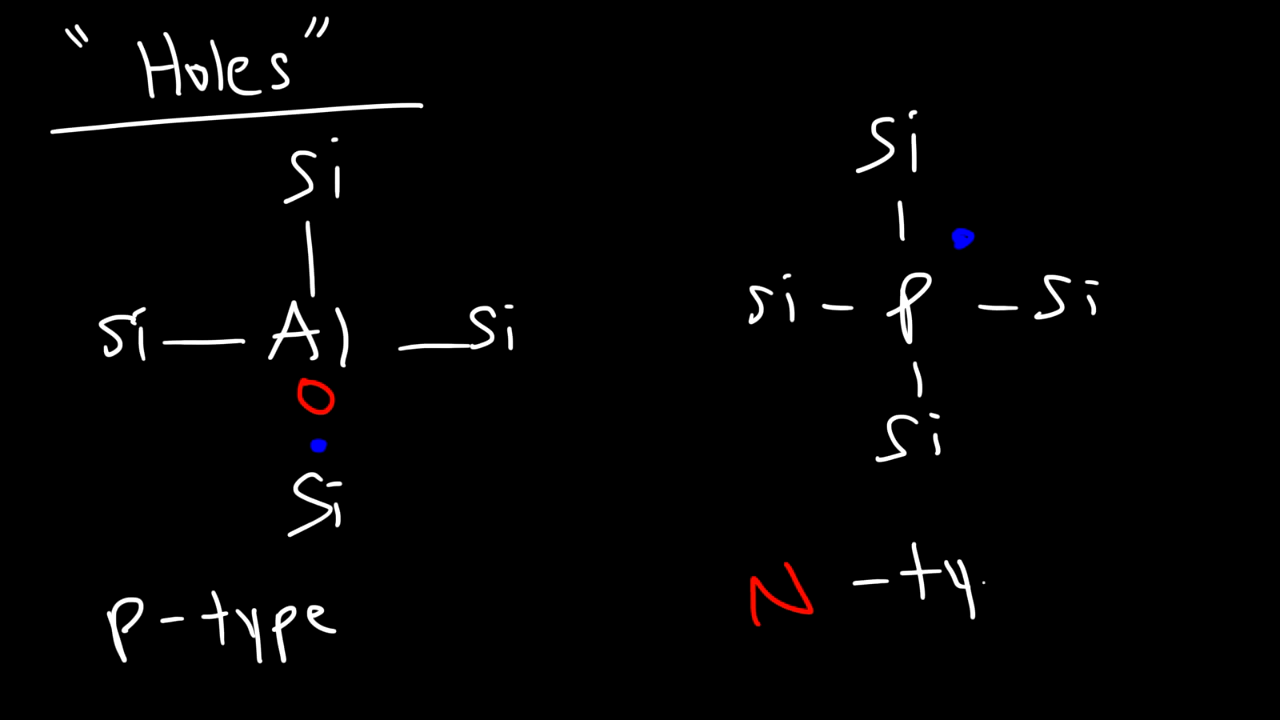 "Holes"
Si
Si — Al — Si
Si
P-type
Si
Si - P - Si
Si
N - ty